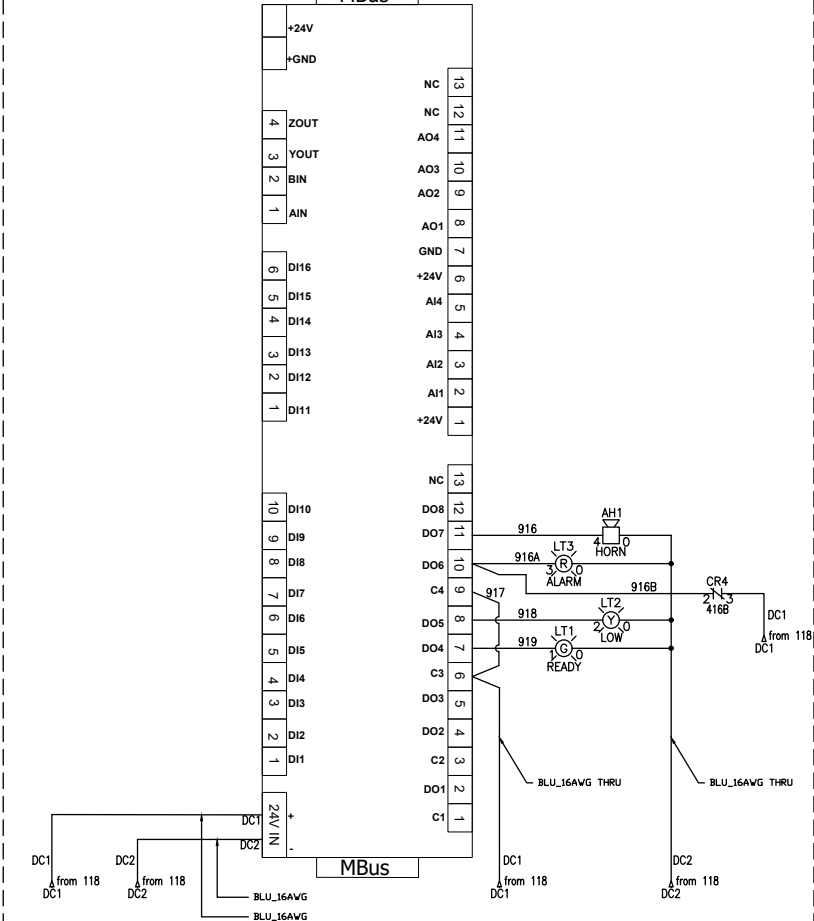 MBus
+24V
+GND
4 ZOUT
3 YOUT
2 BIN
1 AIN
6 DI16
5 DI15
4 DI14
3 DI13
2 DI12
1 DI11
10 DI10
9 DI9
8 DI8
7 DI7
6 DI6
5 DI5
4 DI4
3 DI3
2 DI2
1 DI1
24V IN
+
-
DC1
DC2
DC1
from 118
DC1
DC2
from 118
DC2
BLU_16AWG
BLU_16AWG
NC 13
NC 12
AO4 11
AO3 10
AO2 9
AO1 8
GND 7
+24V 6
AI4 5
AI3 4
AI2 3
AI1 2
+24V 1
NC 13
DO8 12
DO7 11
DO6 10
C4 9
DO5 8
DO4 7
C3 6
DO3 5
DO2 4
C2 3
DO1 2
C1 1
MBus
916
AH1
4 0
HORN
916A
LT3
3 R 0
ALARM
916B
CR4
2 3
416B
DC1
from 118
DC1
917
918
LT2
2 Y 0
LOW
919
LT1
1 G 0
READY
BLU_16AWG THRU
BLU_16AWG THRU
DC1
from 118
DC1
DC2
from 118
DC2